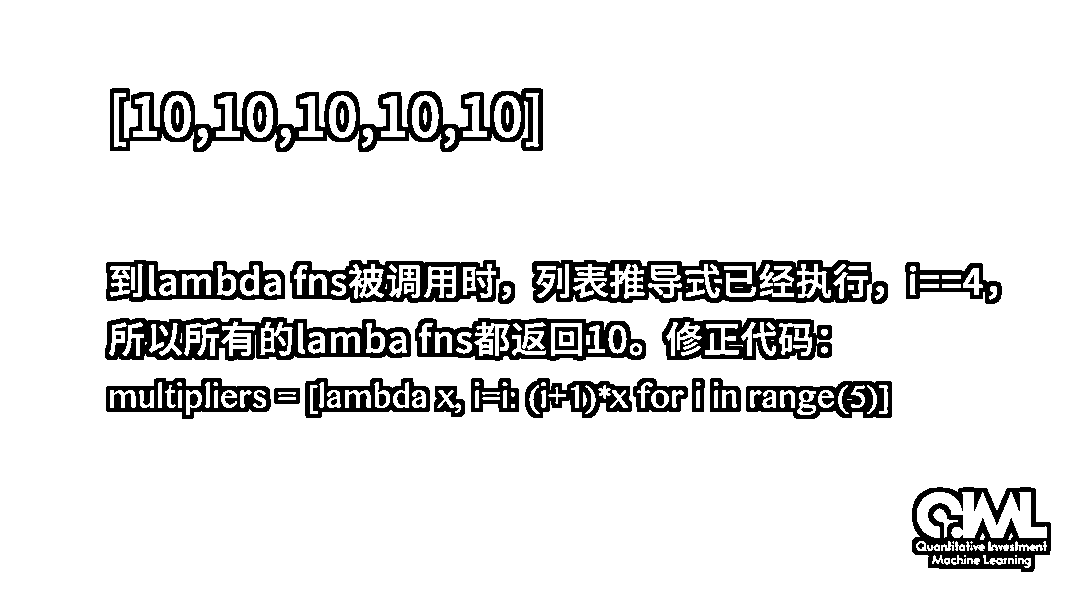 [10,10,10,10,10]
到lambda fns被调用时，列表推导式已经执行，i==4，
所以所有的lamba fns都返回10。修正代码：
multipliers = [lambda x, i=i: (i+1)*x for i in range(5)]
QIML
Quantitative Investment
Machine Learning